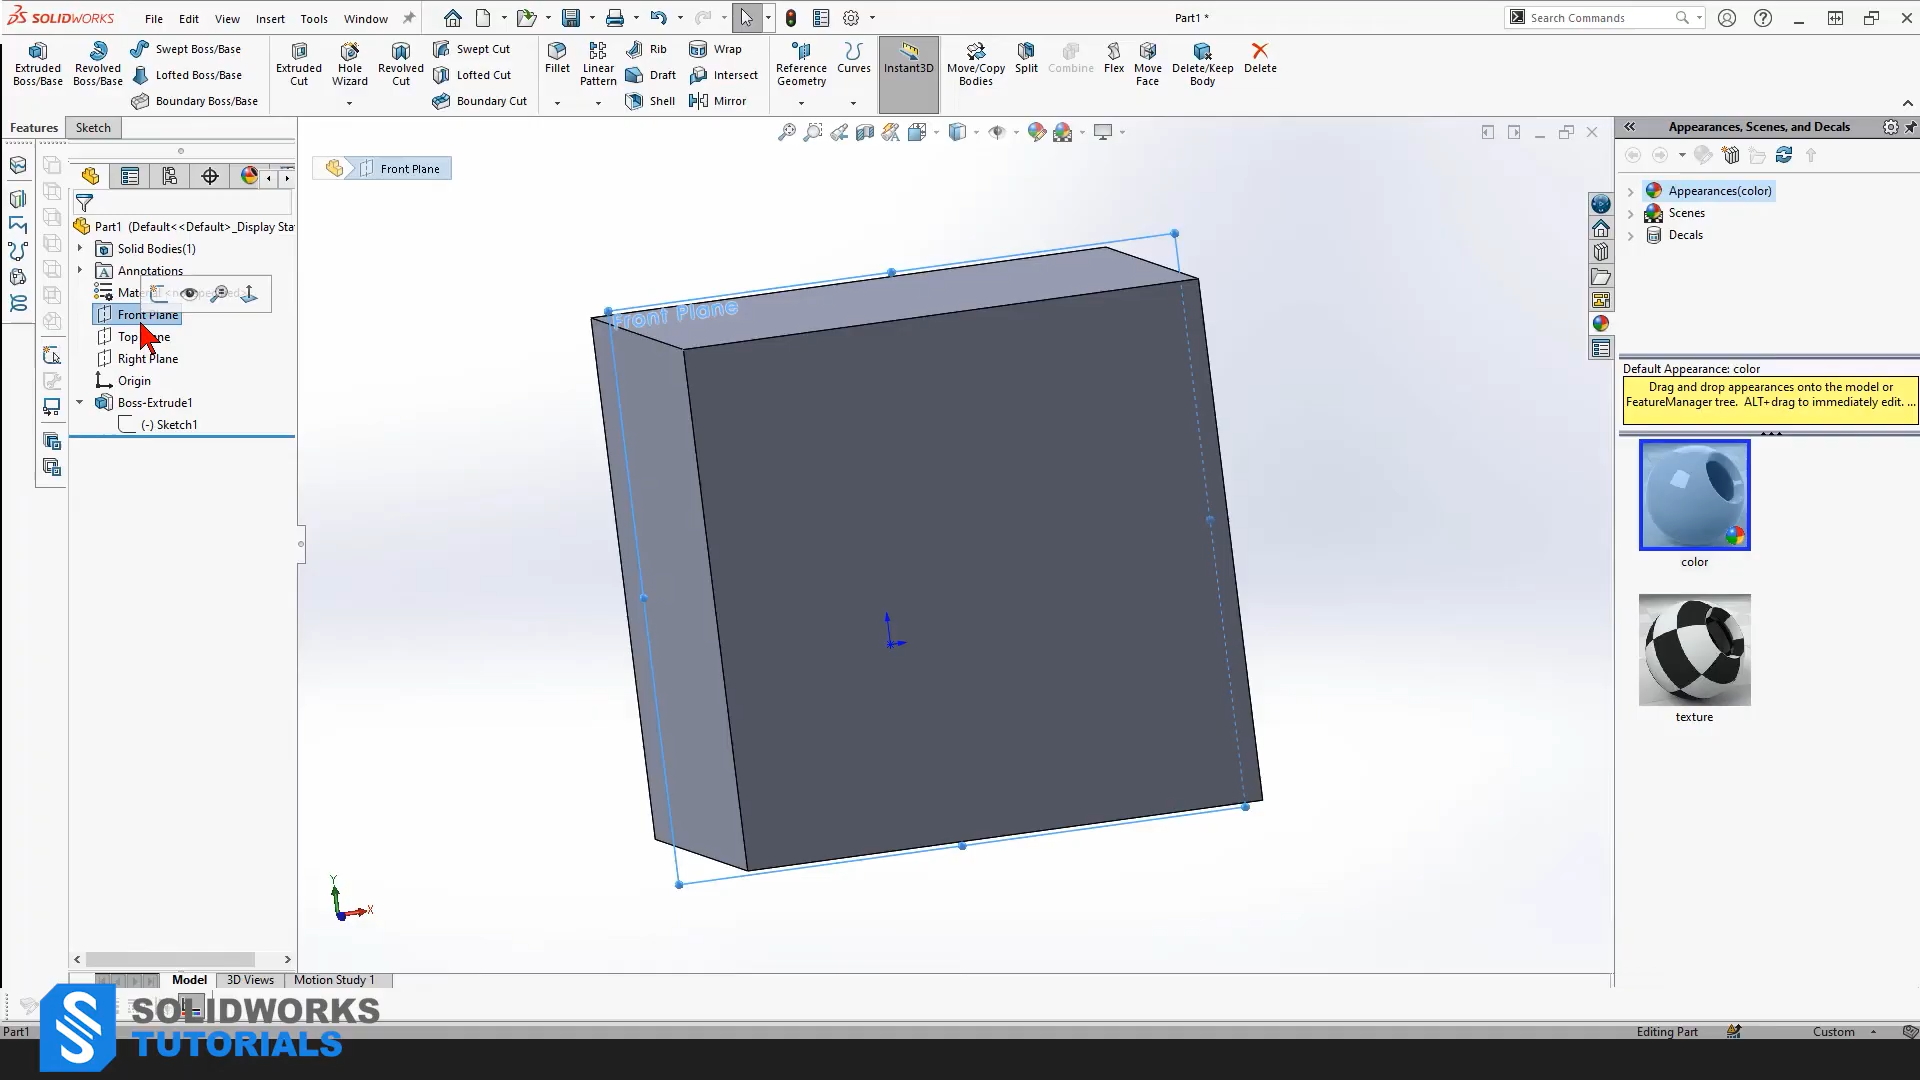 SOLIDWORKS File Edit View Insert Tools Window Part1 * Search Commands
Extruded Boss/Base
Revolved Boss/Base
Swept Boss/Base
Lofted Boss/Base
Boundary Boss/Base
Extruded Cut
Hole Wizard
Revolved Cut
Swept Cut
Lofted Cut
Boundary Cut
Fillet
Linear Pattern
Rib
Draft
Shell
Wrap
Intersect
Mirror
Reference Geometry
Curves
Instant3D
Move/Copy Bodies
Split
Combine
Flex
Move Face
Delete/Keep Body
Delete
Features Sketch
Part1 (Default<<Default>_Display Sta
Solid Bodies(1)
Annotations
Front Plane
Right Plane
Origin
Boss-Extrude1
(-) Sketch1
Front Plane
Front Plane
Y
X
Appearances, Scenes, and Decals
Appearances(color)
Scenes
Decals
Default Appearance: color
Drag and drop appearances onto the model or
FeatureManager tree. ALT+drag to immediately edit. ...
color
texture
Model 3D Views Motion Study 1
SOLIDWORKS
TUTORIALS
Part1
Editing Part Custom